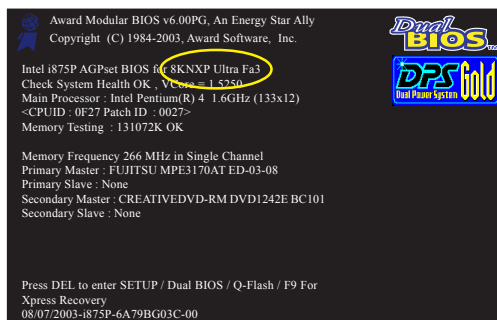 Award Modular BIOS v6.00PG, An Energy Star Ally
Copyright (C) 1984-2003, Award Software, Inc.
Dual
BIOS
TM
Intel i875P AGPset BIOS for 8KNXP Ultra Fa3
Check System Health OK , VCore = 1.5250
Main Processor : Intel Pentium(R) 4 1.6GHz (133x12)
<CPUID : 0F27 Patch ID : 0027>
Memory Testing : 131072K OK
DPS Gold
Dual Power System
Memory Frequency 266 MHz in Single Channel
Primary Master : FUJITSU MPE3170AT ED-03-08
Primary Slave : None
Secondary Master : CREATIVEDVD-RM DVD1242E BC101
Secondary Slave : None
Press DEL to enter SETUP / Dual BIOS / Q-Flash / F9 For
Xpress Recovery
08/07/2003-i875P-6A79BG03C-00